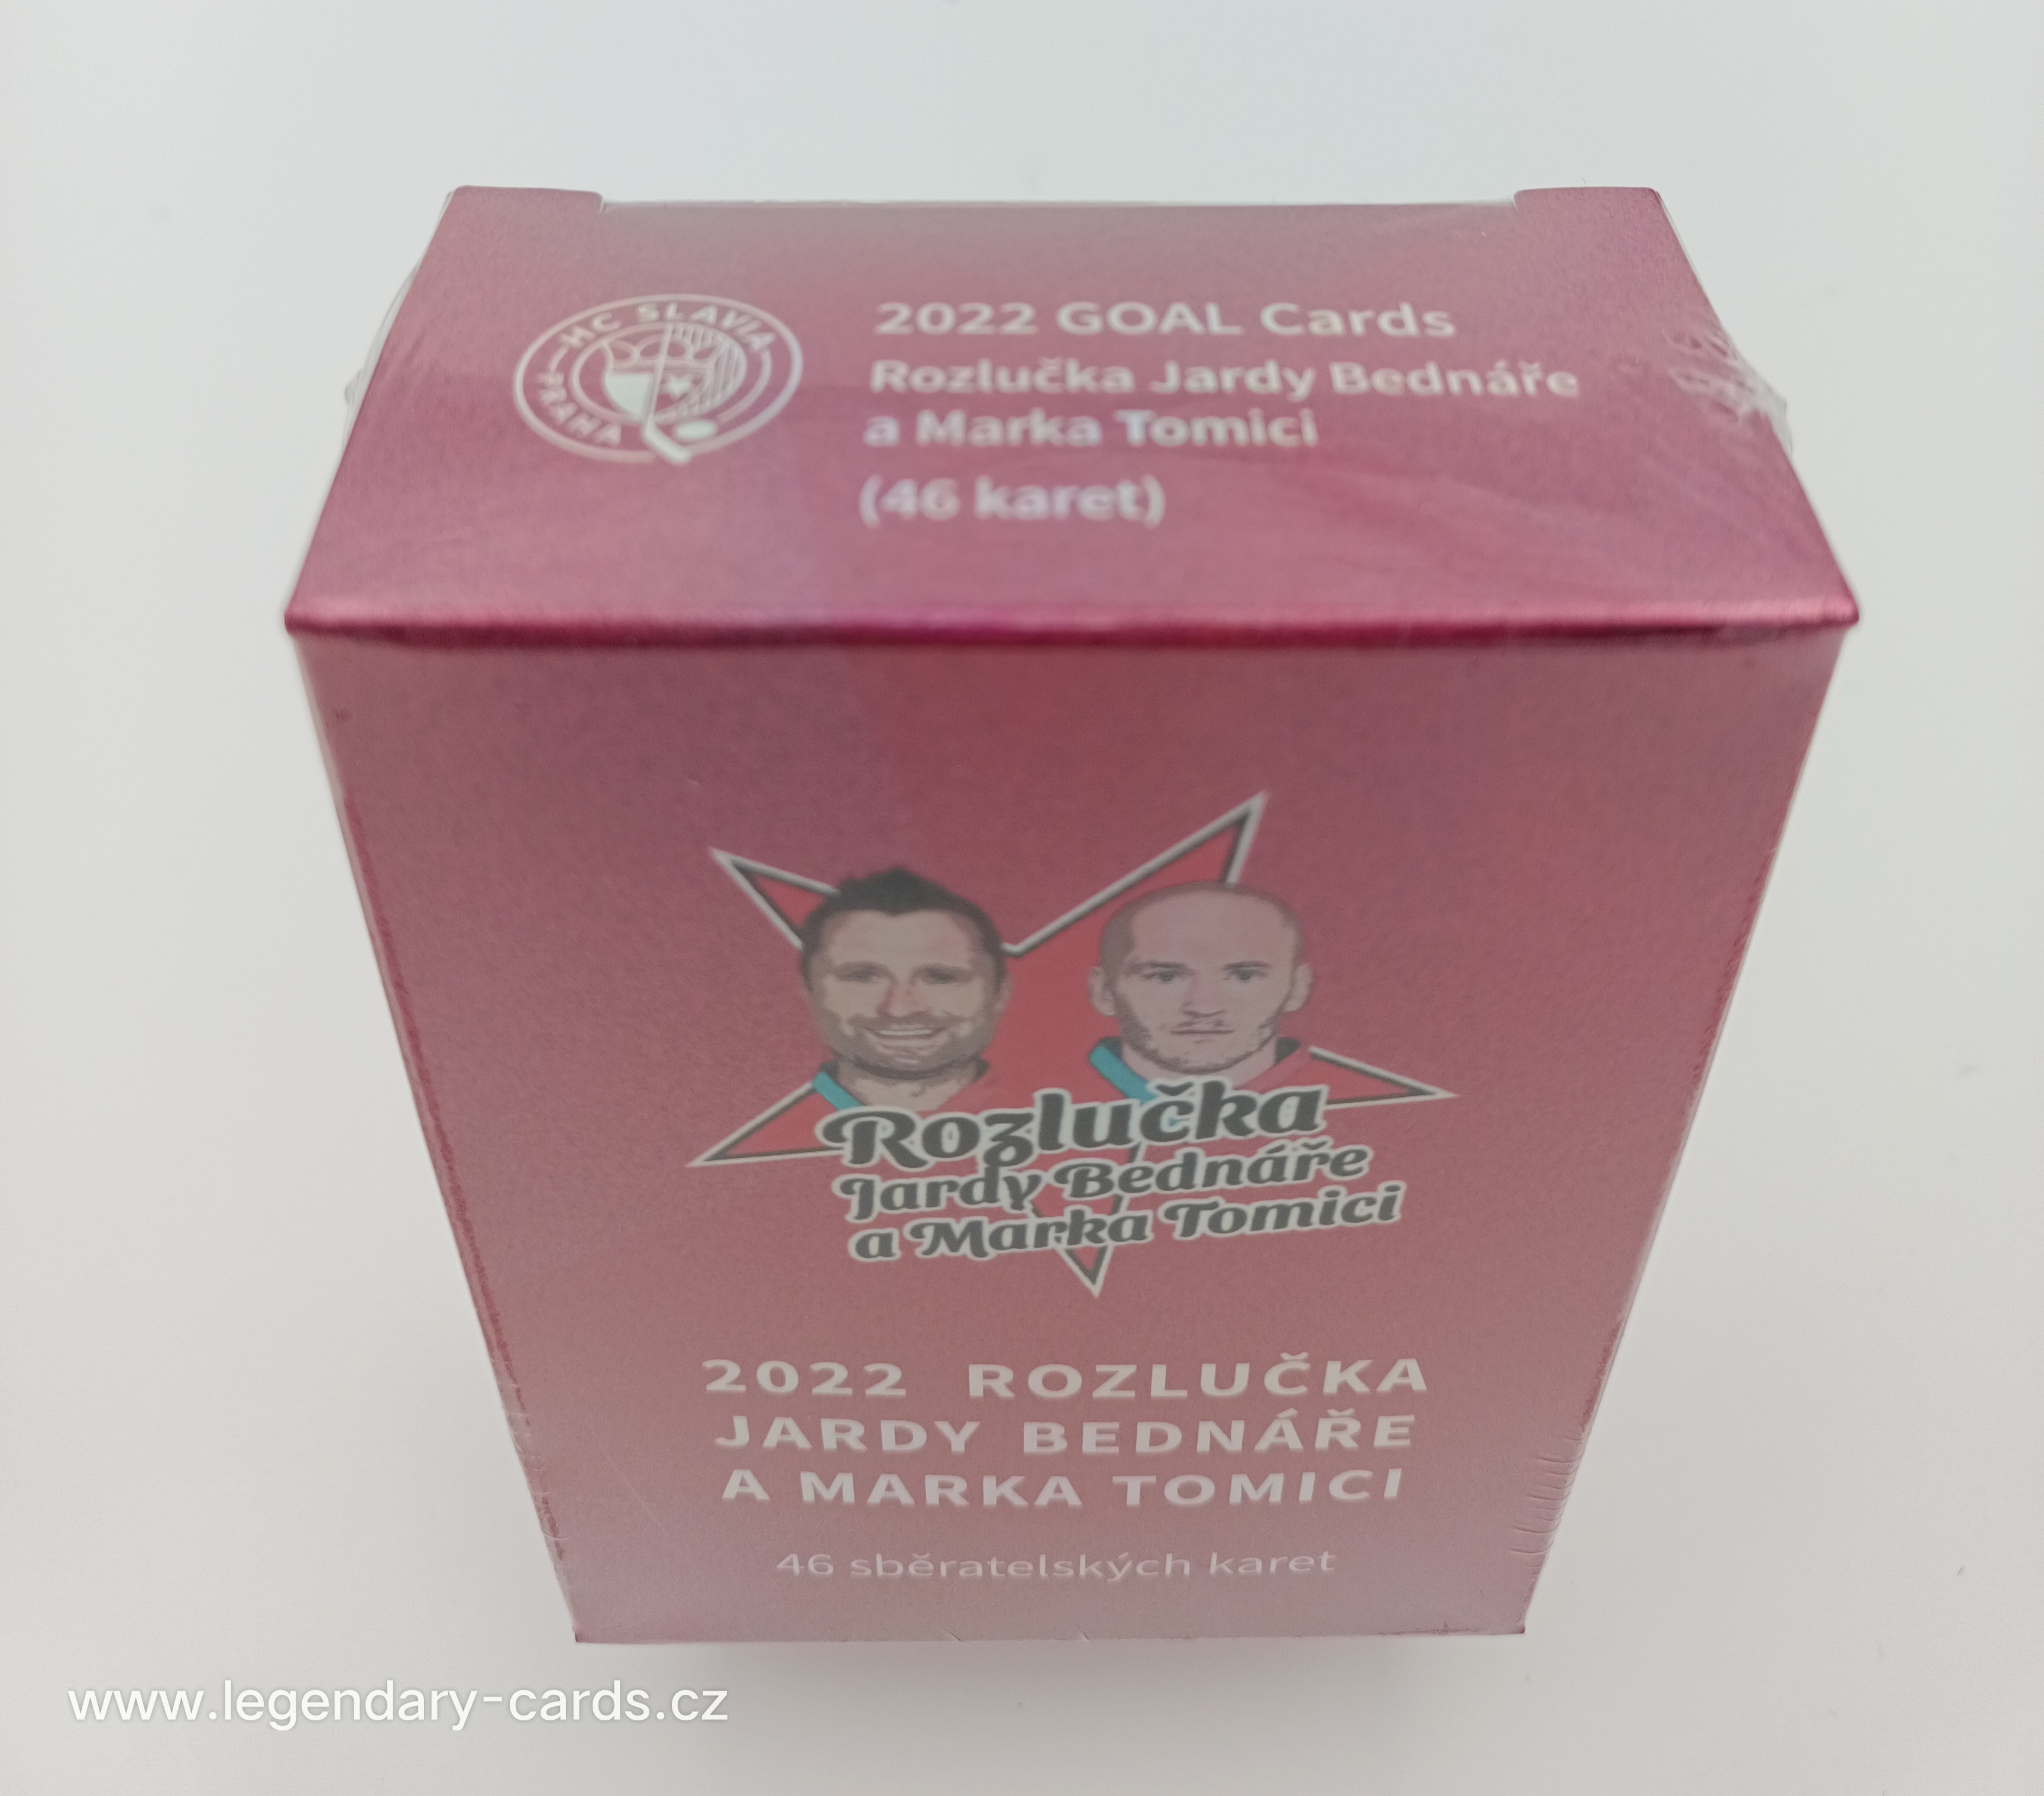 HC SLAVIA
PRAHA
2022 GOAL Cards
Rozlučka Jardy Bednáře
a Marka Tomici
(46 karet)
Rozlučka
Jardy Bednáře
a Marka Tomici
2022 ROZLUČKA
JARDY BEDNÁŘE
A MARKA TOMICI
46 sběratelských karet
www.legendary-cards.cz